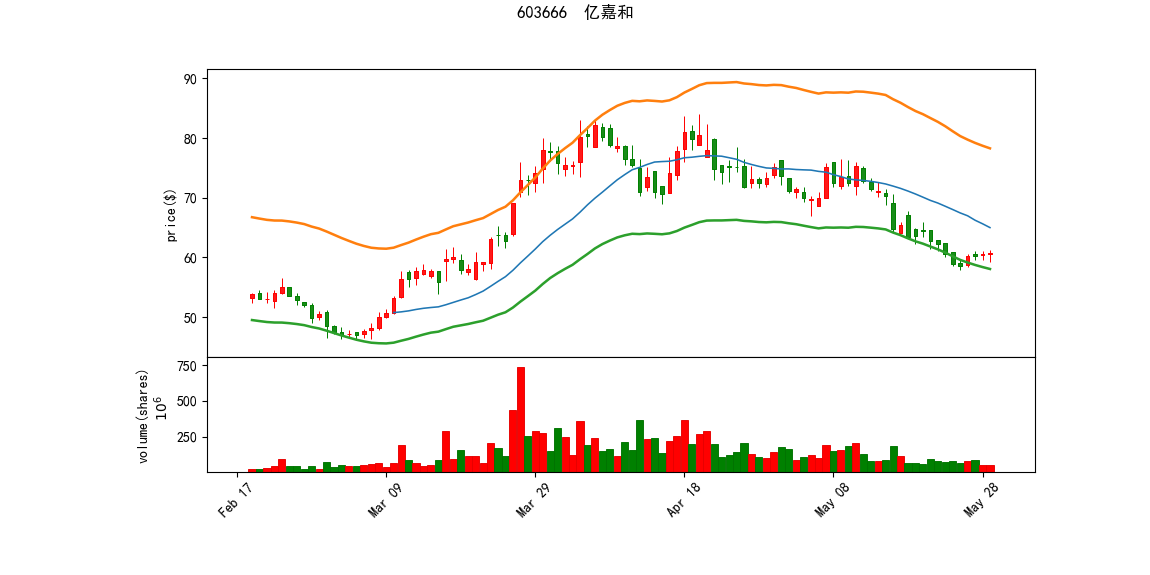 603666 亿嘉和
90
80
70
60
50
price($)
750
500
250
volume(shares)
10^6
Feb 17
Mar 09
Mar 29
Apr 18
May 08
May 28